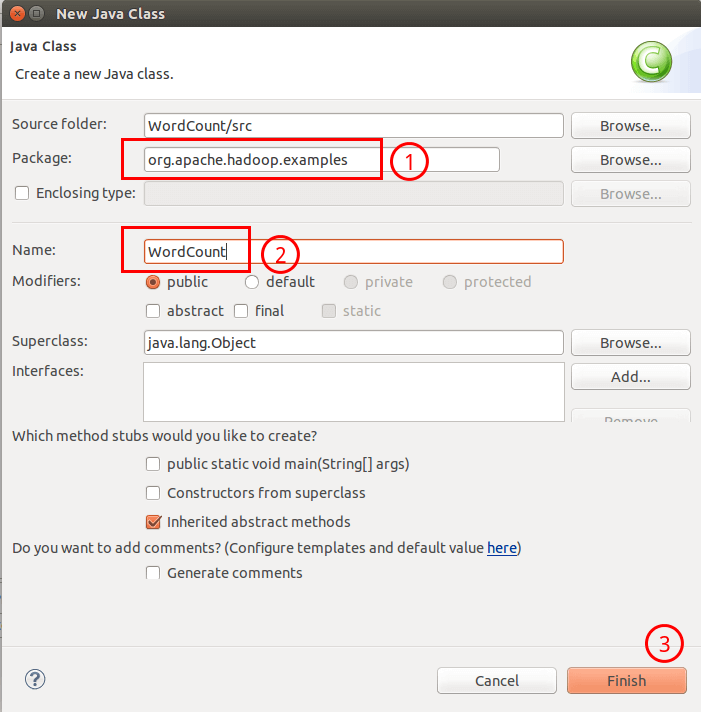 New Java Class
Java Class
Create a new Java class.
C
Source folder: WordCount/src Browse...
Package: org.apache.hadoop.examples 1 Browse...
Enclosing type: Browse...
Name: WordCount 2
Modifiers: public default private protected
abstract final static
Superclass: java.lang.Object Browse...
Interfaces: Add...
Remove
Which method stubs would you like to create?
public static void main(String[] args)
Constructors from superclass
Inherited abstract methods
Do you want to add comments? (Configure templates and default value here)
Generate comments
3
? Cancel Finish